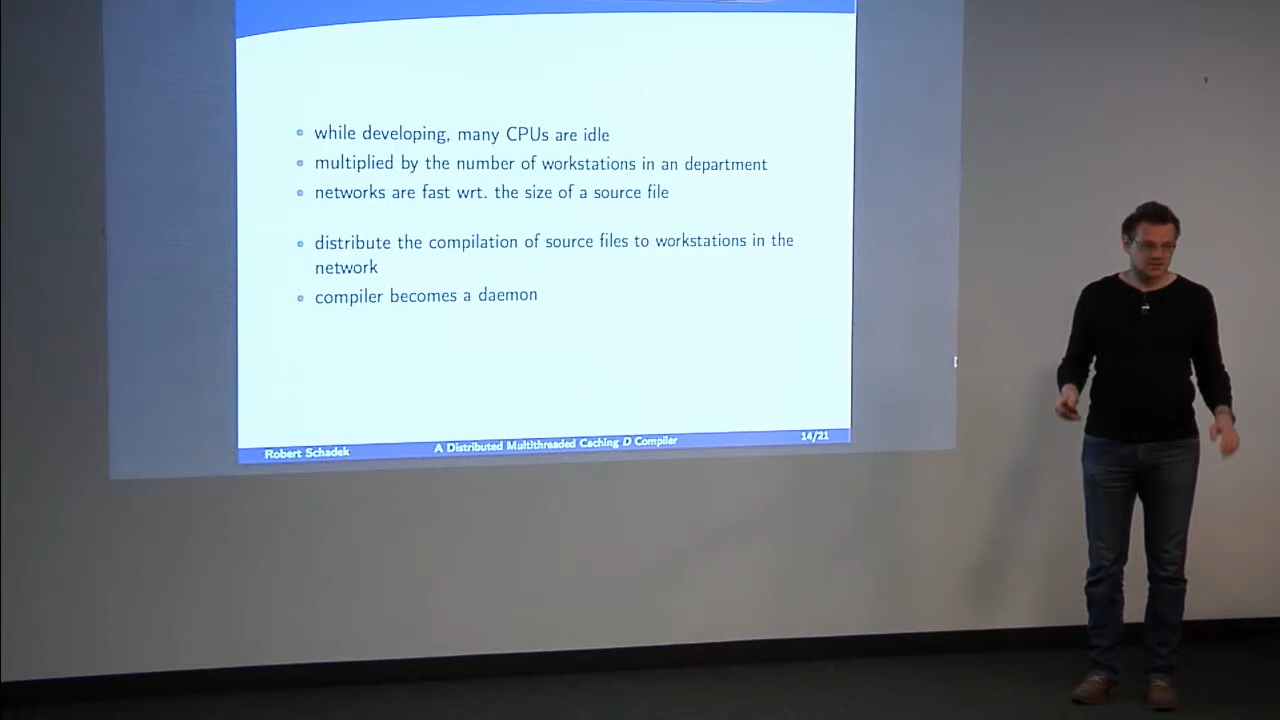 while developing, many CPUs are idle
multiplied by the number of workstations in an department
networks are fast wrt. the size of a source file
distribute the compilation of source files to workstations in the
network
compiler becomes a daemon
Robert Schadek A Distributed Multithreaded Caching D Compiler 14/21